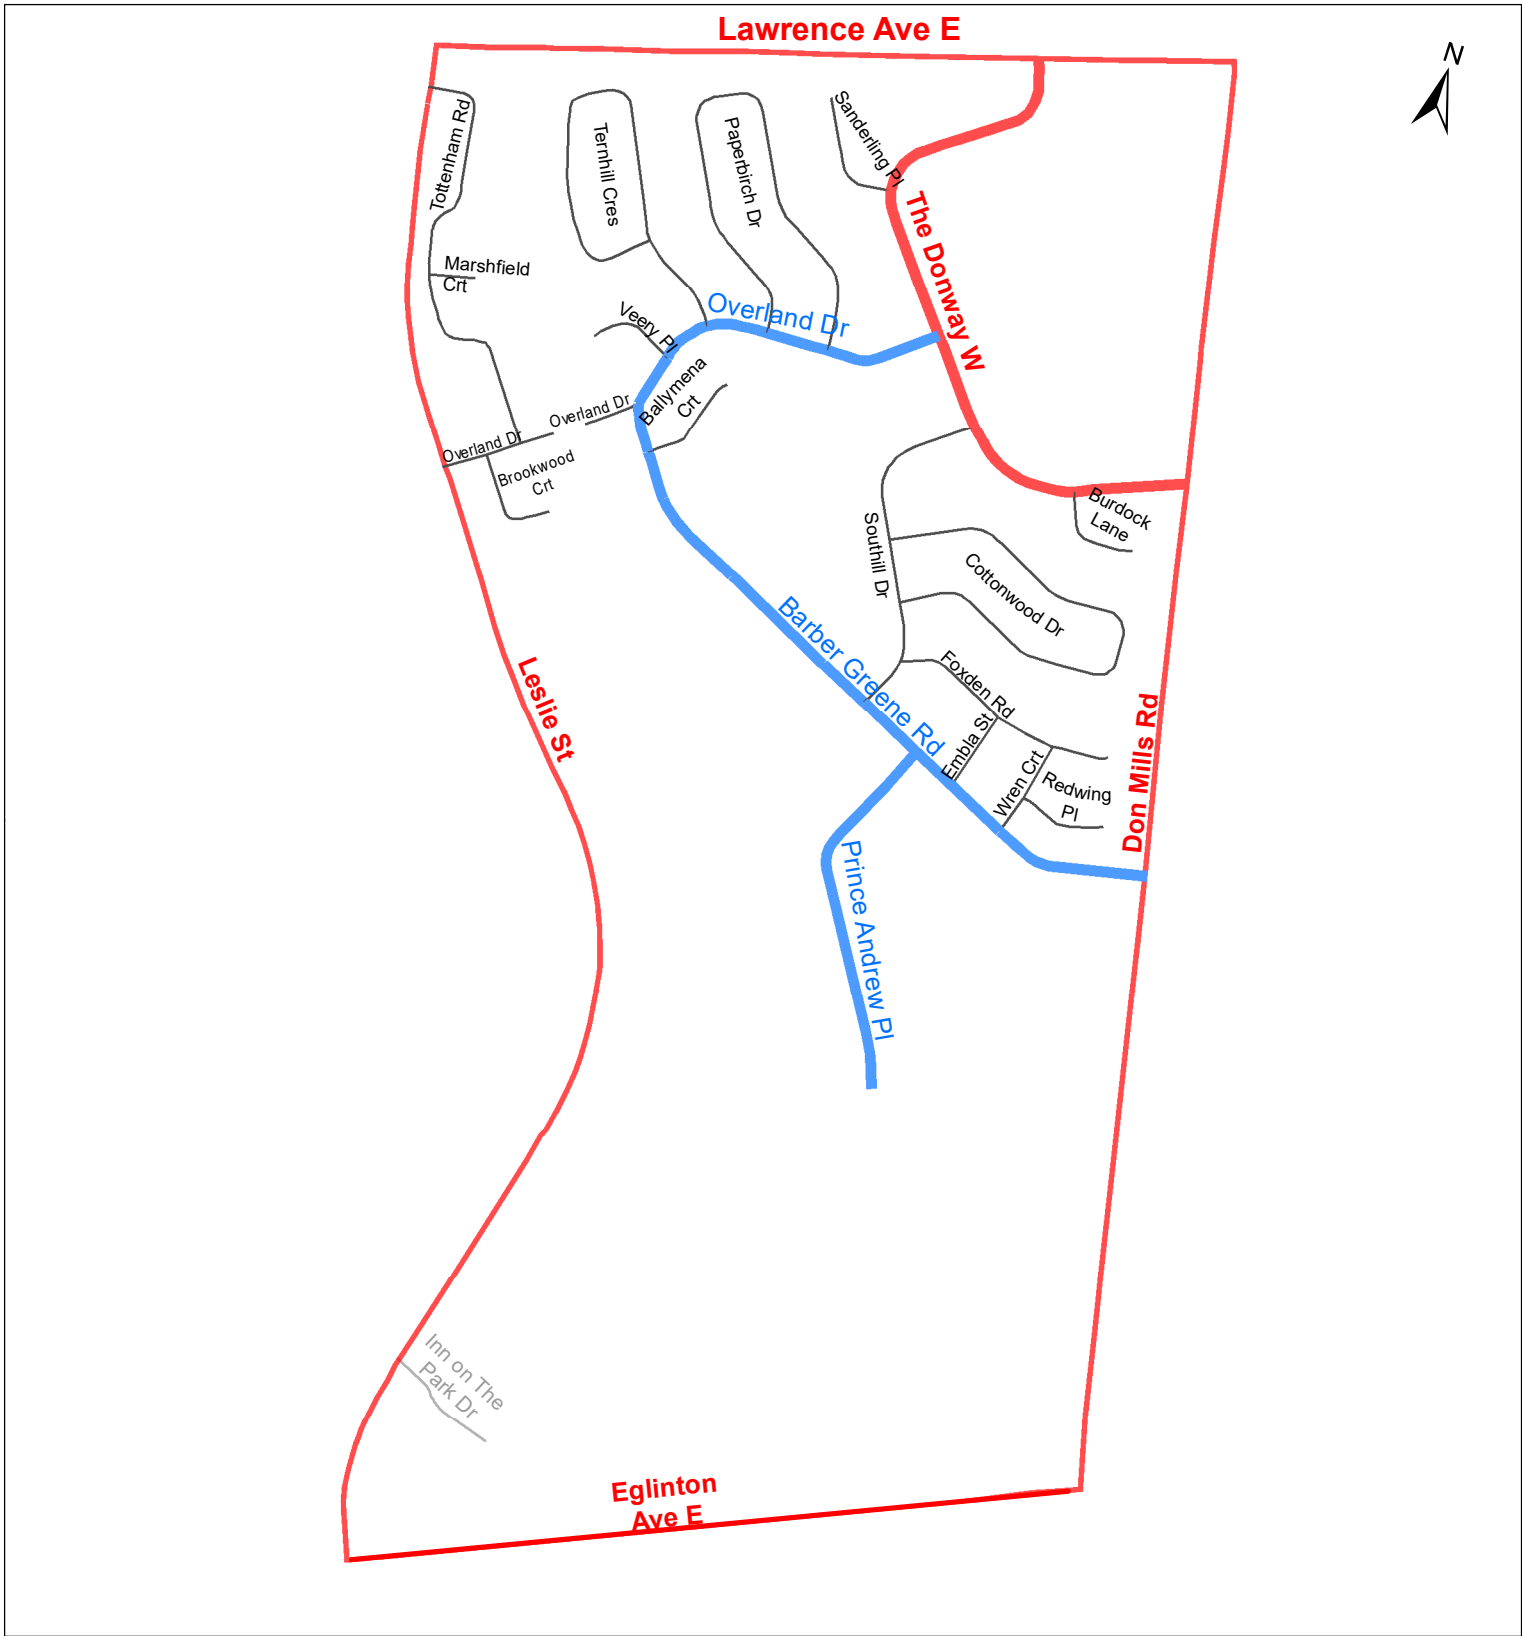 Lawrence Ave E
N
Tottenham Rd
Ternhill Cres
Paperbirch Dr
Sanderling Pl
The Donway W
Marshfield
Crt
Veery Pl
Overland Dr
Ballymena
Crt
Overland Dr
Overland Dr
Brookwood
Crt
Burdock
Lane
Southill Dr
Cottonwood Dr
Barber Greene Rd
Foxden Rd
Leslie St
Embla St
Wren Crt
Redwing
Pl
Don Mills Rd
Prince Andrew Pl
Inn on The
Park Dr
Eglinton
Ave E